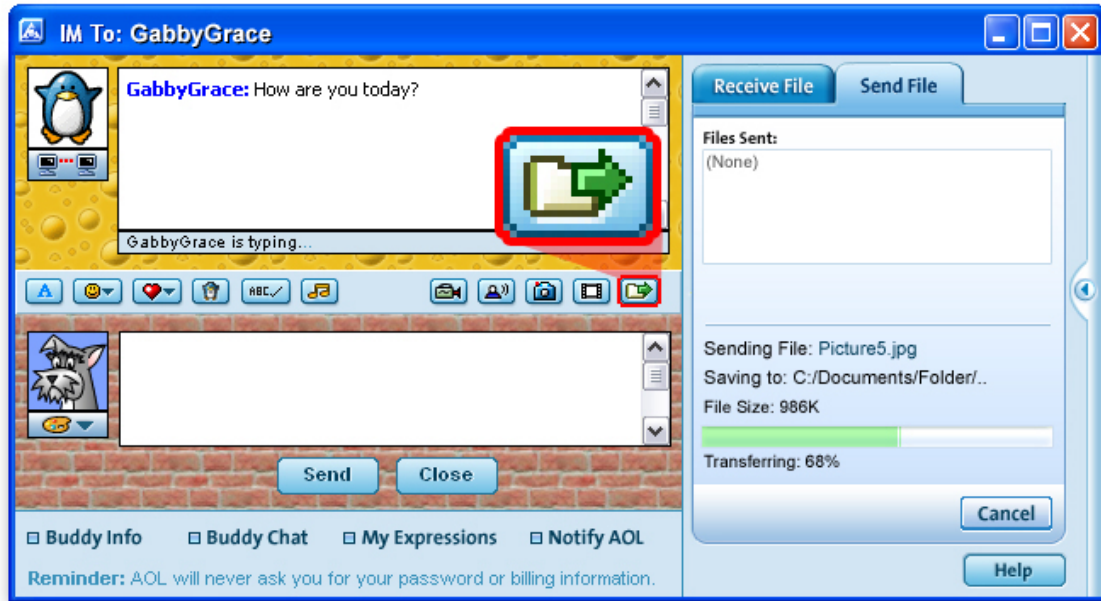 IM To: GabbyGrace
GabbyGrace: How are you today?
GabbyGrace is typing...
A
ABC
Send Close
Buddy Info Buddy Chat My Expressions Notify AOL
Reminder: AOL will never ask you for your password or billing information.
Receive File Send File
Files Sent:
(None)
Sending File: Picture5.jpg
Saving to: C:/Documents/Folder/..
File Size: 986K
Transferring: 68%
Cancel
Help